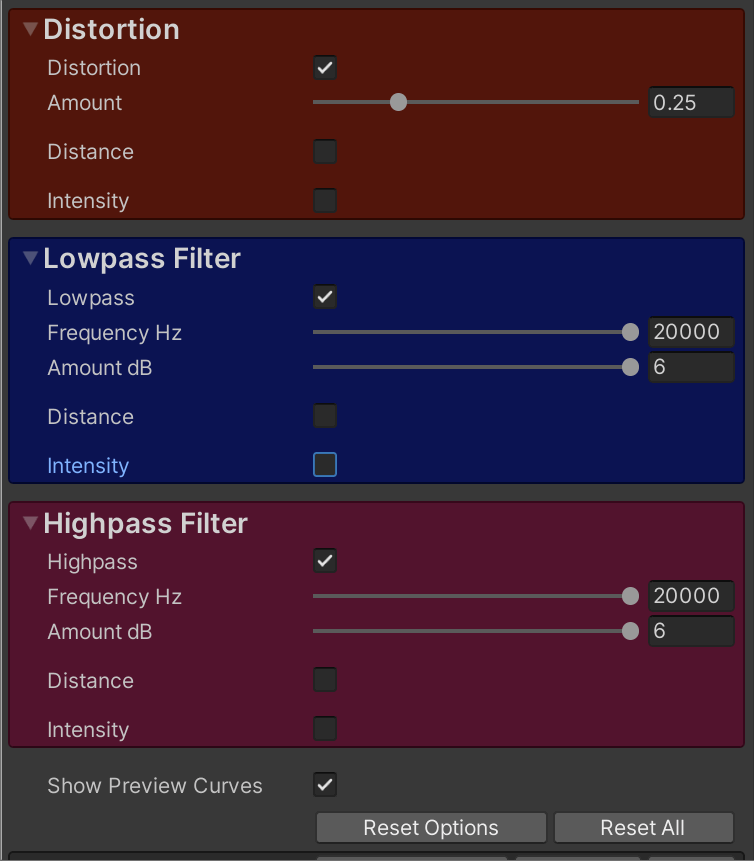 Distortion
Distortion
Amount 0.25
Distance
Intensity
Lowpass Filter
Lowpass
Frequency Hz 20000
Amount dB 6
Distance
Intensity
Highpass Filter
Highpass
Frequency Hz 20000
Amount dB 6
Distance
Intensity
Show Preview Curves
Reset Options Reset All